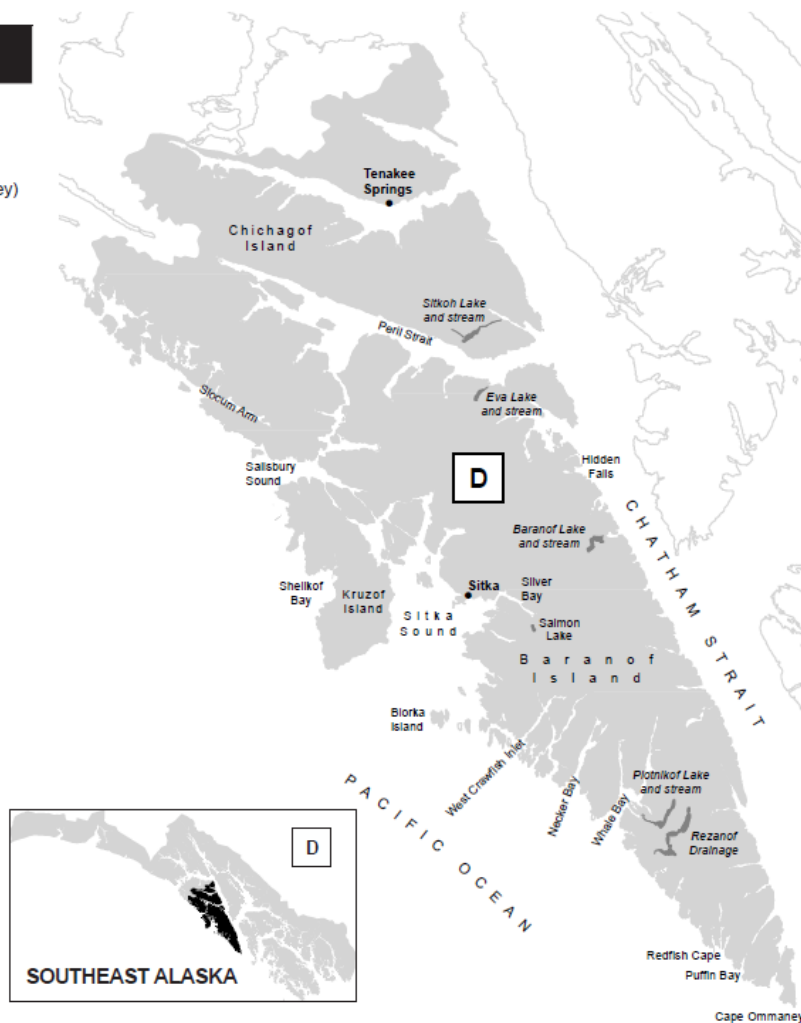 ey)
Tenakee
Springs
Chichagof
Island
Sitkoh Lake
and stream
Peril Strait
Eva Lake
and stream
Slocum Arm
Salisbury
Sound
D
Hidden
Falls
CHATHAM STRAIT
Baranof Lake
and stream
Shelikof
Bay
Kruzof
Island
Sitka
Silver
Bay
Sitka
Sound
Salmon
Lake
Baranof
Island
Biorka
Island
West Crawfish Inlet
Necker Bay
Whale Bay
Plotnikof Lake
and stream
Rezanof
Drainage
PACIFIC OCEAN
D
SOUTHEAST ALASKA
Redfish Cape
Puffin Bay
Cape Ommaney